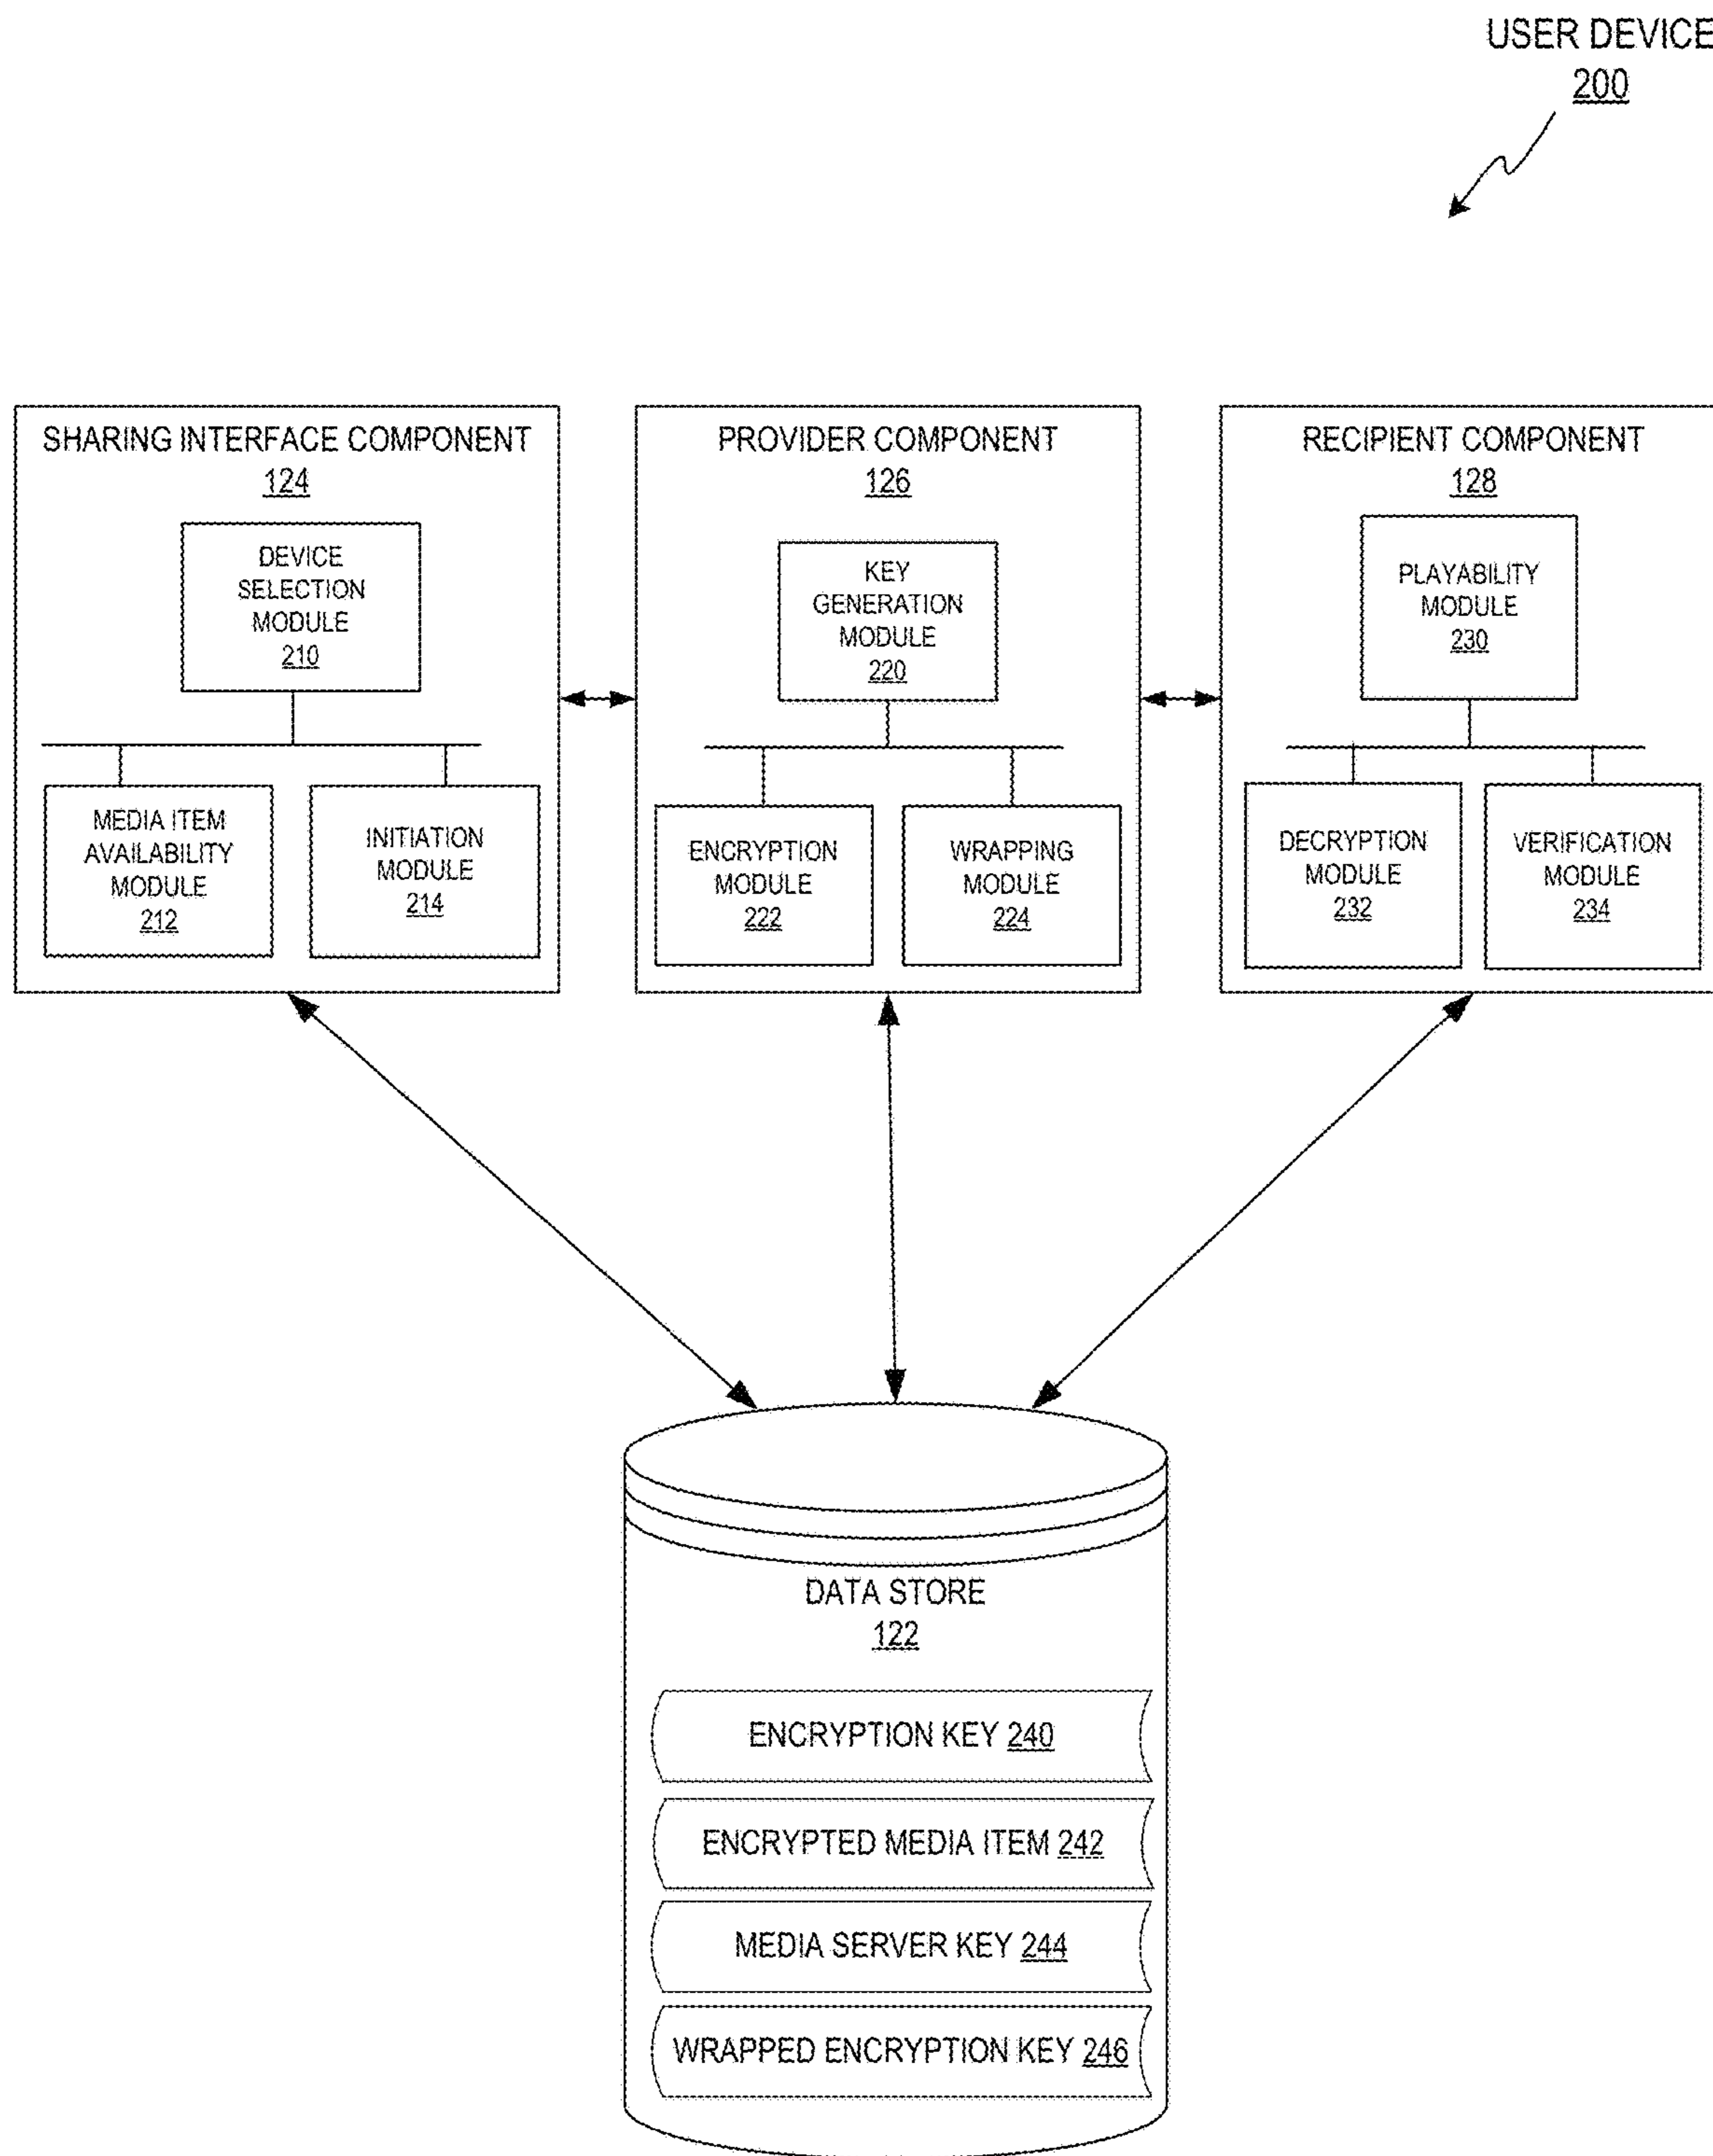 USER DEVICE
200
SHARING INTERFACE COMPONENT
124
DEVICE
SELECTION
MODULE
210
MEDIA ITEM
AVAILABILITY
MODULE
212
INITIATION
MODULE
214
PROVIDER COMPONENT
126
KEY
GENERATION
MODULE
220
ENCRYPTION
MODULE
222
WRAPPING
MODULE
224
RECIPIENT COMPONENT
128
PLAYABILITY
MODULE
230
DECRYPTION
MODULE
232
VERIFICATION
MODULE
234
DATA STORE
122
ENCRYPTION KEY 240
ENCRYPTED MEDIA ITEM 242
MEDIA SERVER KEY 244
WRAPPED ENCRYPTION KEY 246